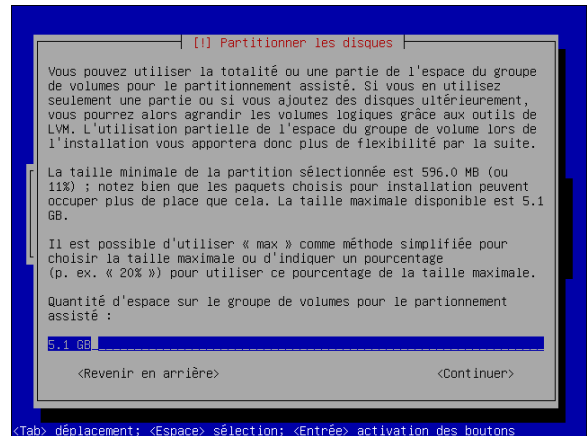 [!] Partitionner les disques
Vous pouvez utiliser la totalité ou une partie de l'espace du groupe
de volumes pour le partitionnement assisté. Si vous en utilisez
seulement une partie ou si vous ajoutez des disques ultérieurement,
vous pourrez alors agrandir les volumes logiques grâce aux outils de
LVM. L'utilisation partielle de l'espace du groupe de volume lors de
l'installation vous apportera donc plus de flexibilité par la suite.
La taille minimale de la partition sélectionnée est 596.0 MB (ou
11%) ; notez bien que les paquets choisis pour installation peuvent
occuper plus de place que cela. La taille maximale disponible est 5.1
GB.
Il est possible d'utiliser « max » comme méthode simplifiée pour
choisir la taille maximale ou d'indiquer un pourcentage
(p. ex. « 20% ») pour utiliser ce pourcentage de la taille maximale.
Quantité d'espace sur le groupe de volumes pour le partionnement
assisté :
5.1 GB
<Revenir en arrière> <Continuer>
<Tab> déplacement; <Espace> sélection; <Entrée> activation des boutons